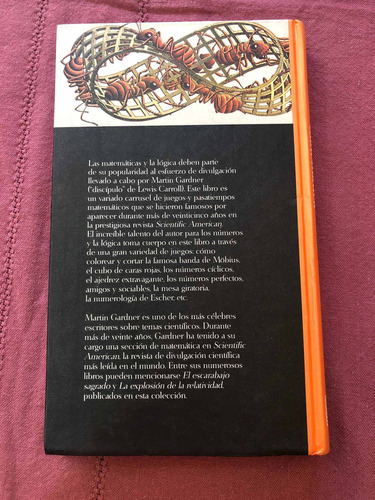 Las matemáticas y la lógica deben parte
de su popularidad al esfuerzo de divulgación
llevado a cabo por Martin Gardner
("discípulo" de Lewis Carroll). Este libro es
un variado carrusel de juegos y pasatiempos
matemáticos que se hicieron famosos por
aparecer durante más de veinticinco años en
la prestigiosa revista Scientific American.
El increíble talento del autor para los números
y la lógica toma cuerpo en este libro a través
de una gran variedad de juegos: cómo
colorear y cortar la famosa banda de Möbius,
el cubo de caras rojas, los números cíclicos,
el ajedrez extravagante, los números perfectos,
amigos y sociables, la mesa giratoria,
la numerología de Escher, etc.
Martin Gardner es uno de los más célebres
escritores sobre temas científicos. Durante
más de veinte años, Gardner ha tenido a su
cargo una sección de matemática en Scientific
American, la revista de divulgación científica
más leída en el mundo. Entre sus numerosos
libros pueden mencionarse El escarabajo
sagrado y La explosión de la relatividad,
publicados en esta colección.